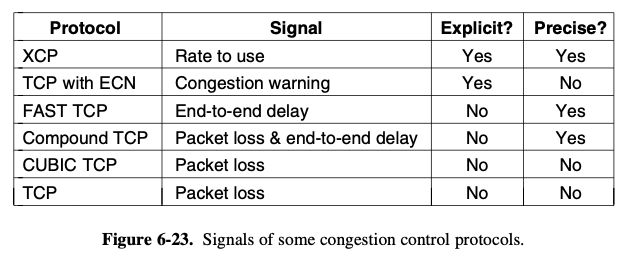 Protocol Signal Explicit? Precise?
XCP Rate to use Yes Yes
TCP with ECN Congestion warning Yes No
FAST TCP End-to-end delay No Yes
Compound TCP Packet loss & end-to-end delay No Yes
CUBIC TCP Packet loss No No
TCP Packet loss No No
Figure 6-23. Signals of some congestion control protocols.